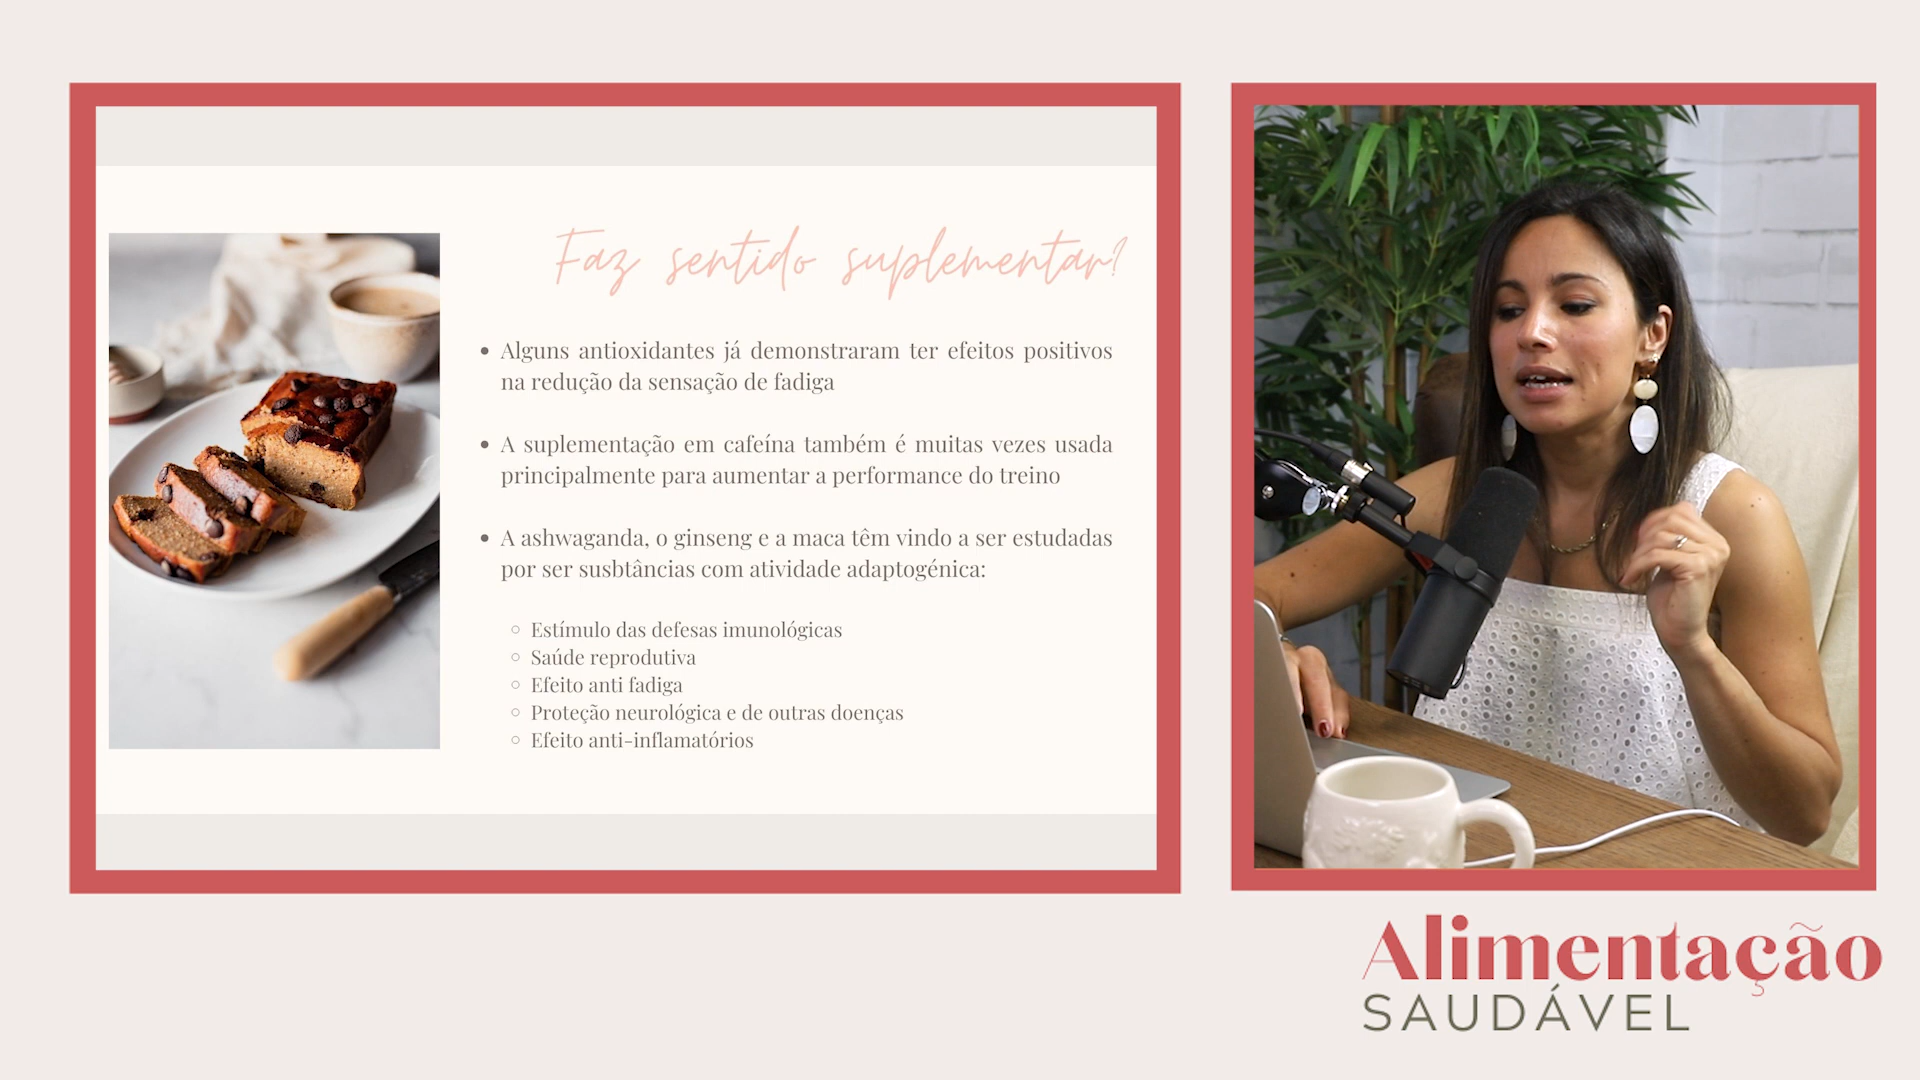 Faz sentido suplementar?
Alguns antioxidantes já demonstraram ter efeitos positivos
na redução da sensação de fadiga
A suplementação em cafeína também é muitas vezes usada
principalmente para aumentar a performance do treino
A ashwaganda, o ginseng e a maca têm vindo a ser estudadas
por ser susbtâncias com atividade adaptogénica:
Estímulo das defesas imunológicas
Saúde reprodutiva
Efeito anti fadiga
Proteção neurológica e de outras doenças
Efeito anti-inflamatórios
Alimentação
SAUDÁVEL